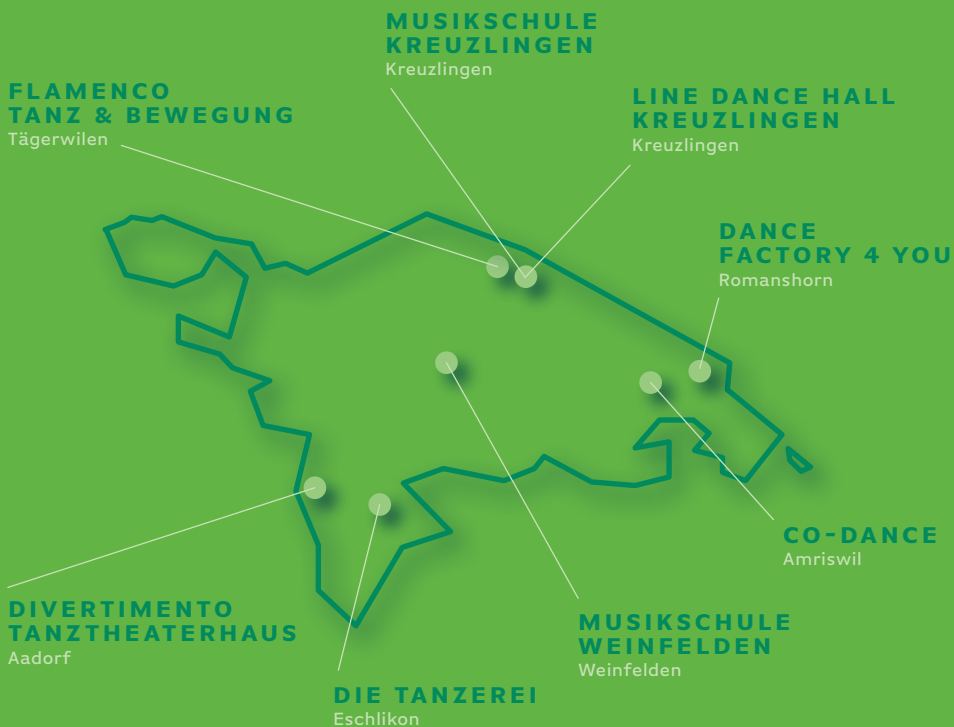 MUSIKSCHULE
KREUZLINGEN
Kreuzlingen
FLAMENCO
TANZ & BEWEGUNG
Tägerwilen
LINE DANCE HALL
KREUZLINGEN
Kreuzlingen
DANCE
FACTORY 4 YOU
Romanshorn
CO-DANCE
Amriswil
DIVERTIMENTO
TANZTHEATERHAUS
Aadorf
MUSIKSCHULE
WEINFELDEN
Weinfelden
DIE TANZEREI
Eschlikon